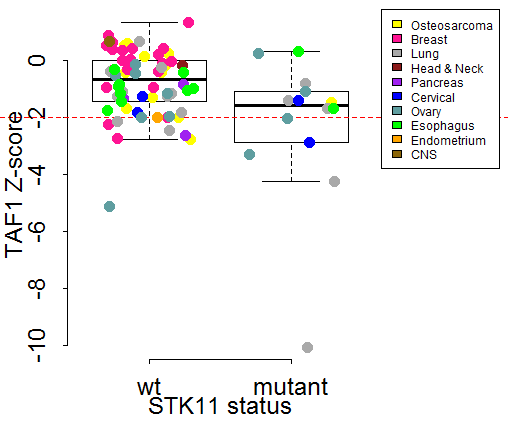 TAF1 Z-score
0
-2
-4
-6
-8
-10
wt
mutant
STK11 status
Osteosarcoma
Breast
Lung
Head & Neck
Pancreas
Cervical
Ovary
Esophagus
Endometrium
CNS